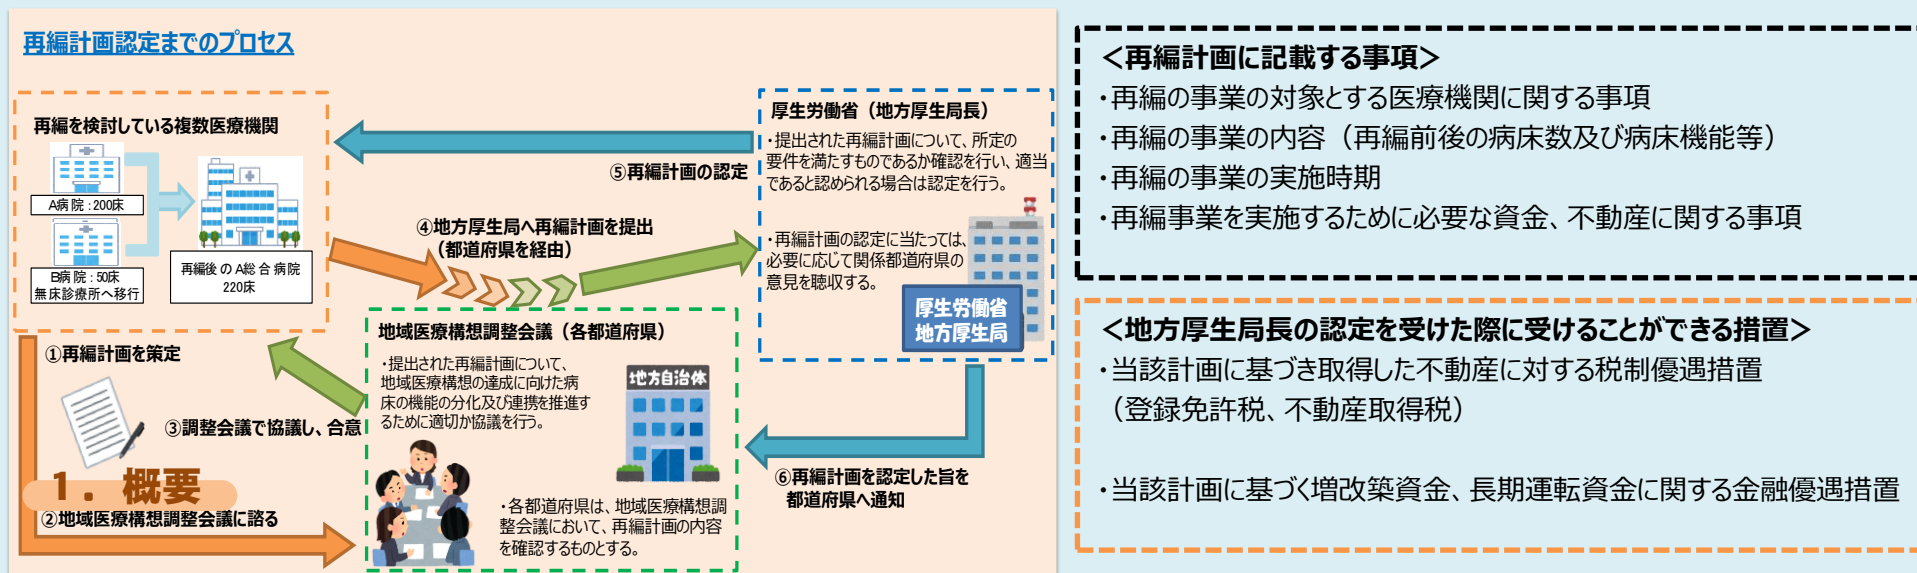 再編計画認定までのプロセス
再編を検討している複数医療機関
A病院:200床
B病院:50床
無床診療所へ移行
再編後のA総合病院
220床
①再編計画を策定
③調整会議で協議し、合意
1.概要
②地域医療構想調整会議に諮る
⑤再編計画の認定
④地方厚生局へ再編計画を提出
(都道府県を経由)
地域医療構想調整会議(各都道府県)
・提出された再編計画について、
地域医療構想の達成に向けた病
床の機能の分化及び連携を推進す
るために適切か協議を行う。
地方自治体
・各都道府県は、地域医療構想調
整会議において、再編計画の内容
を確認するものとする。
厚生労働省(地方厚生局長)
・提出された再編計画について、所定の
要件を満たすものであるか確認を行い、適当
であると認められる場合は認定を行う。
・再編計画の認定に当たっては、
必要に応じて関係都道府県の
意見を聴収する。
厚生労働省
地方厚生局
⑥再編計画を認定した旨を
都道府県へ通知
<再編計画に記載する事項>
・再編の事業の対象とする医療機関に関する事項
・再編の事業の内容(再編前後の病床数及び病床機能等)
・再編の事業の実施時期
・再編事業を実施するために必要な資金、不動産に関する事項
<地方厚生局長の認定を受けた際に受けることができる措置>
・当該計画に基づき取得した不動産に対する税制優遇措置
(登録免許税、不動産取得税)
・当該計画に基づく増改築資金、長期運転資金に関する金融優遇措置